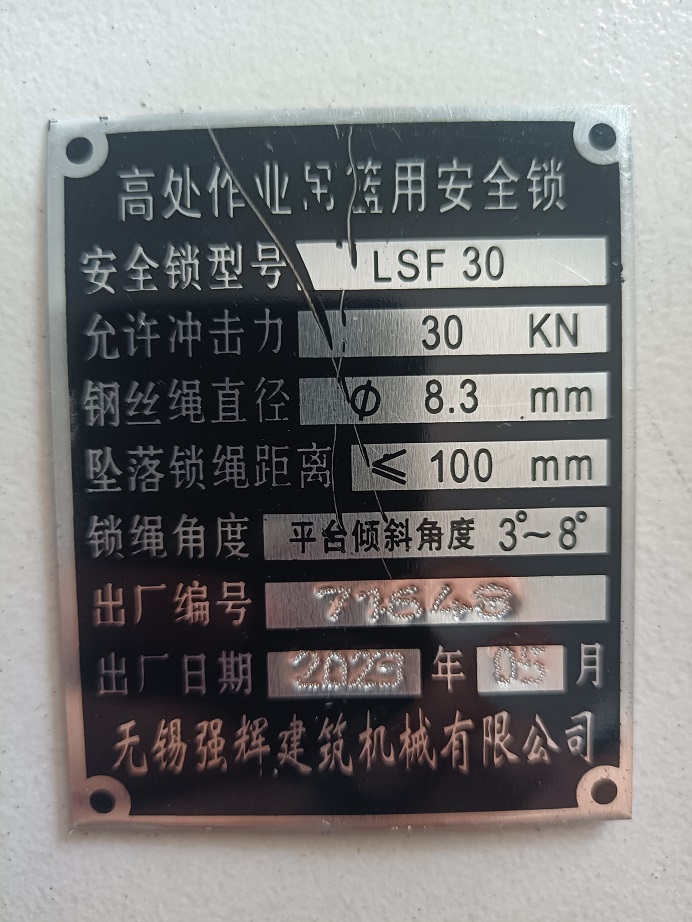 高处作业吊篮用安全锁
安全锁型号 LSF 30
允许冲击力 30 KN
钢丝绳直径 ϕ 8.3 mm
坠落锁绳距离 ≤ 100 mm
锁绳角度 平台倾斜角度 3°~8°
出厂编号 71648
出厂日期 2023 年 05 月
无锡强辉建筑机械有限公司